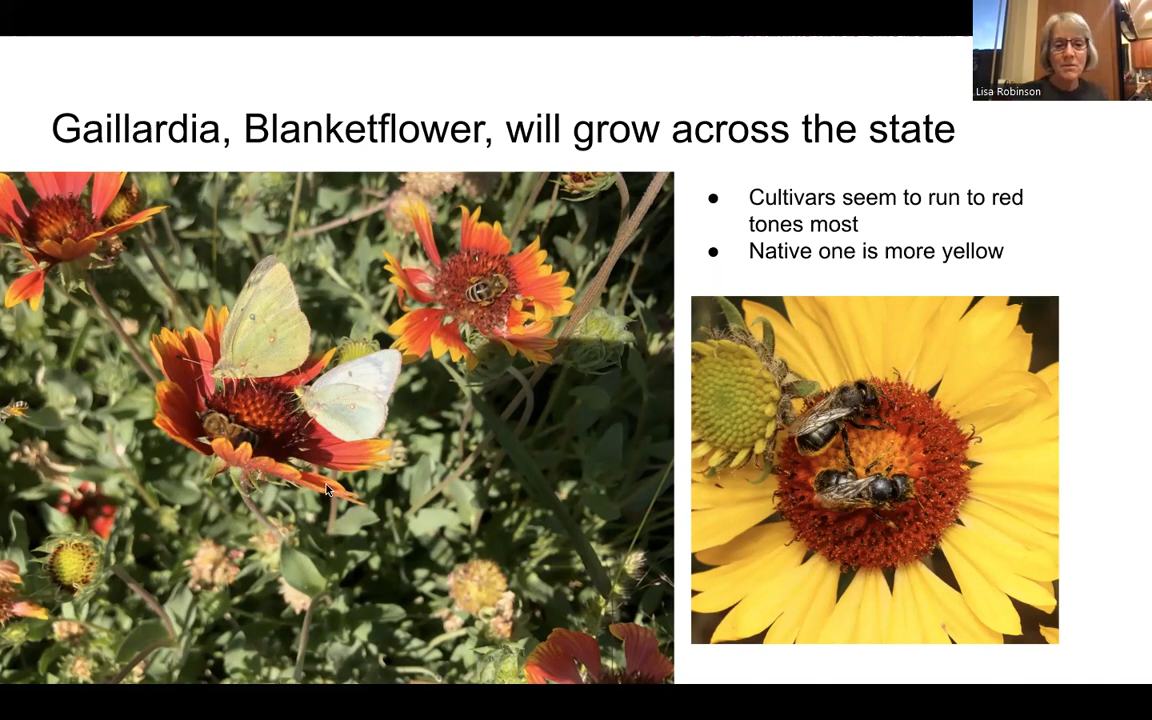 Lisa Robinson
Gaillardia, Blanketflower, will grow across the state
● Cultivars seem to run to red
tones most
● Native one is more yellow